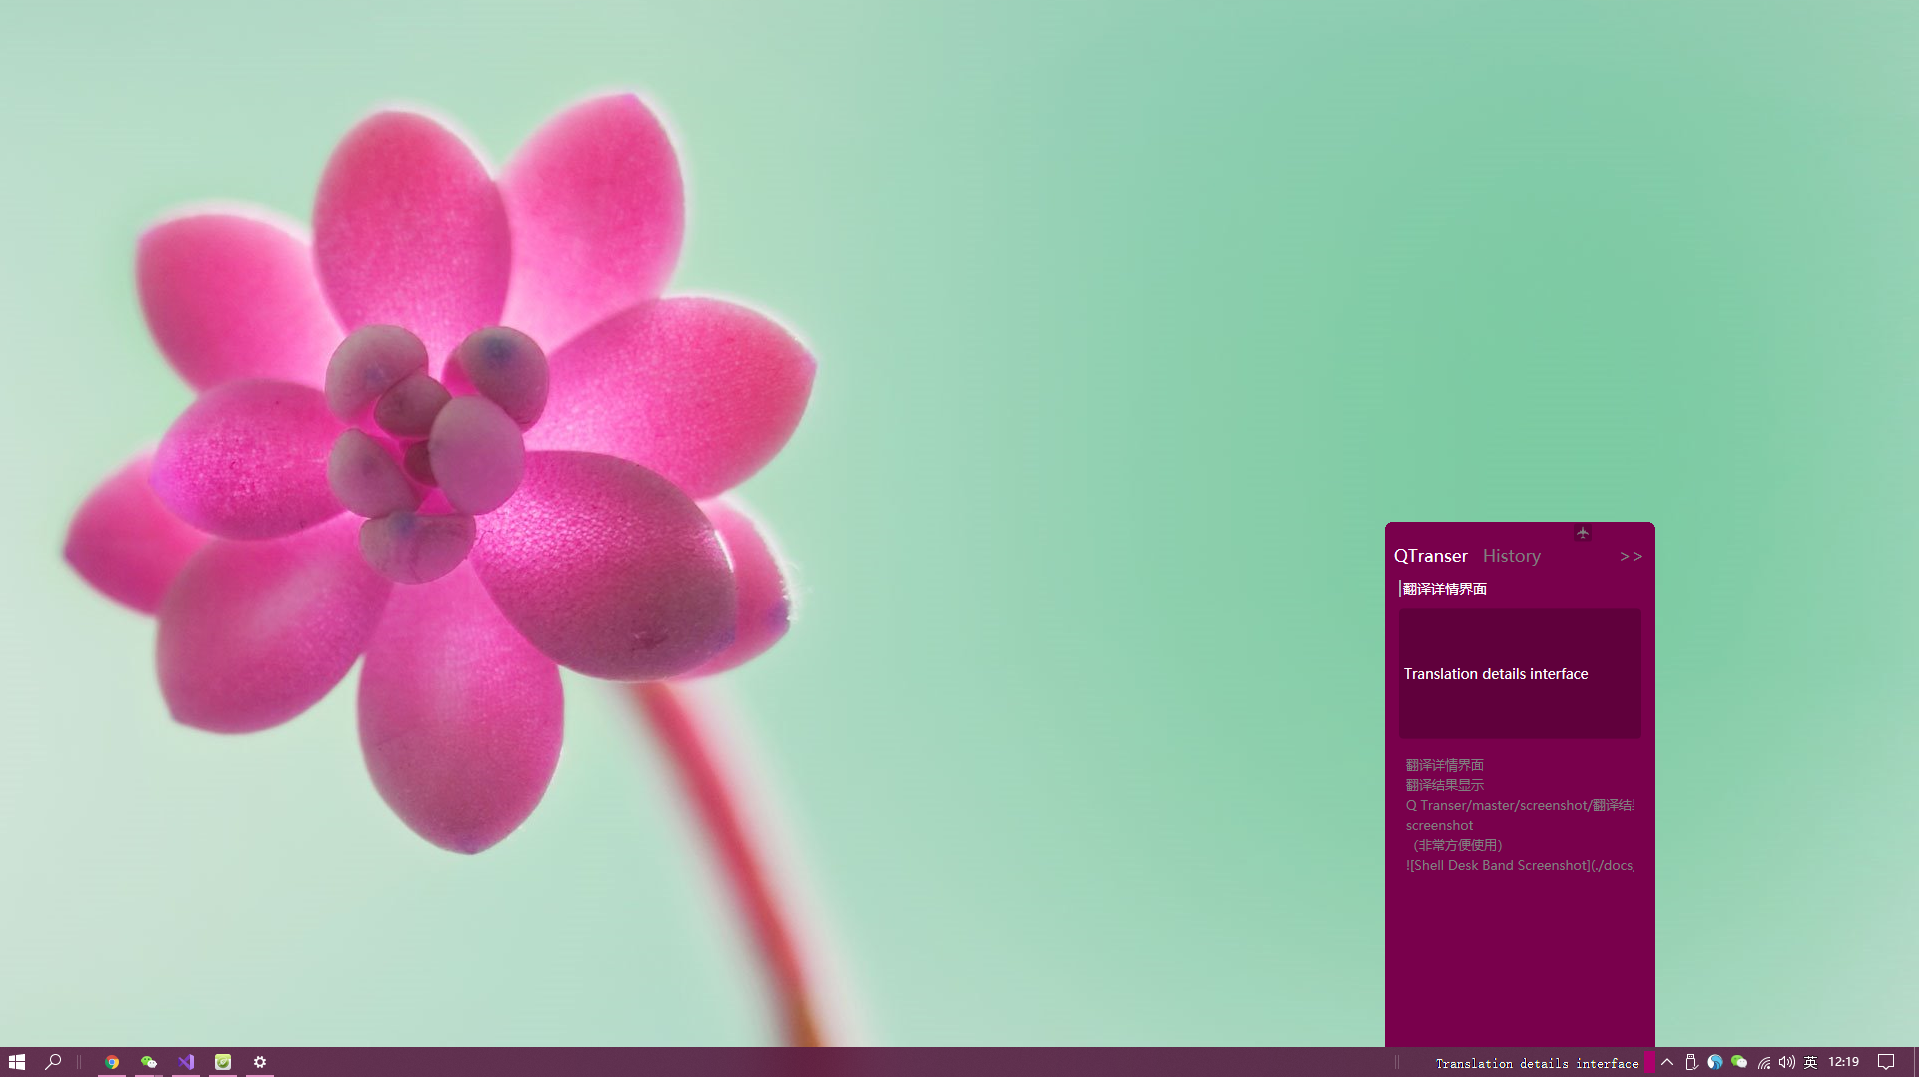 QTranser History >>
翻译详情界面
Translation details interface
翻译详情界面
翻译结果显示
Q Transer/master/screenshot/翻译结
screenshot
（非常方便使用）
![Shell Desk Band Screenshot](./docs
Translation details interface 英 12:19